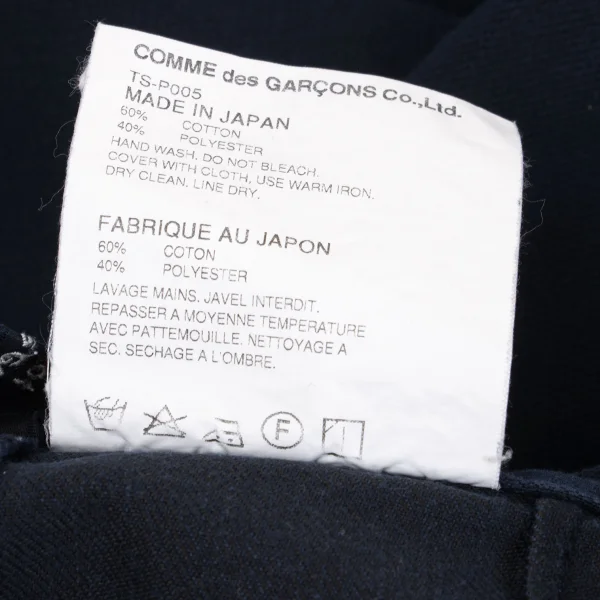 COMME des GARÇONS Co.,Ltd.
TS-P005
MADE IN JAPAN
60% COTTON
40% POLYESTER
HAND WASH. DO NOT BLEACH.
COVER WITH CLOTH, USE WARM IRON.
DRY CLEAN. LINE DRY.
FABRIQUE AU JAPON
60% COTON
40% POLYESTER
LAVAGE MAINS. JAVEL INTERDIT.
REPASSER A MOYENNE TEMPERATURE
AVEC PATTEMOUILLE. NETTOYAGE A
SEC. SECHAGE A L'OMBRE.
F